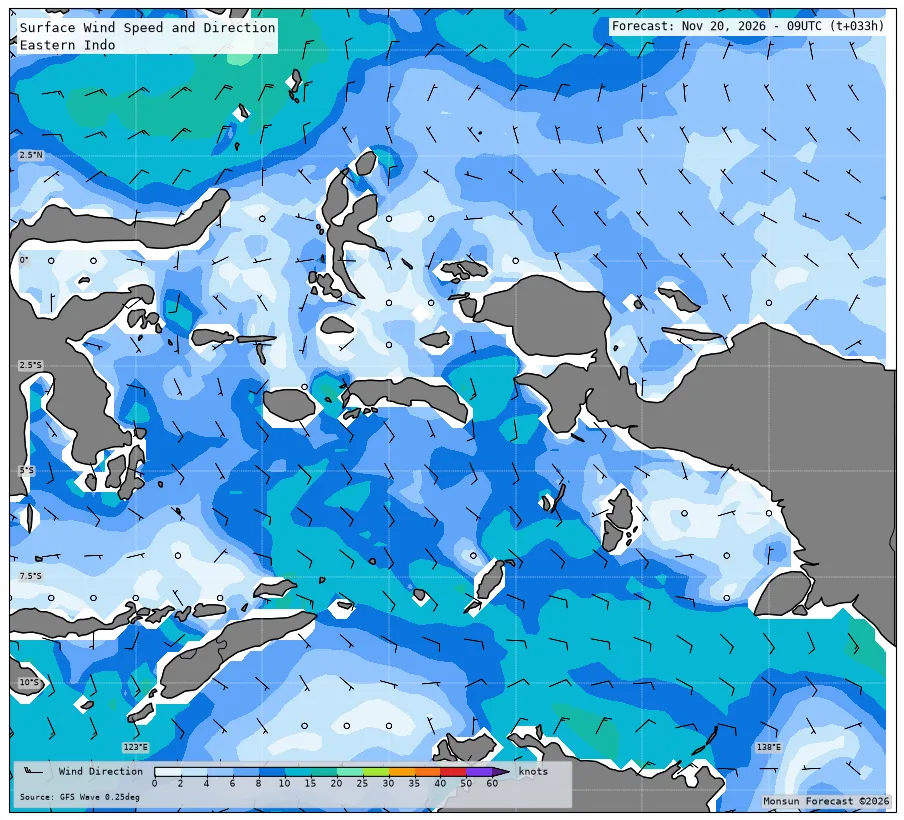 Surface Wind Speed and Direction
Eastern Indo
Forecast: Nov 20, 2026 - 09UTC (t+033h)
2.5°N
0°
2.5°S
5°S
7.5°S
10°S
123°E
138°E
Wind Direction
0 2 4 6 8 10 15 20 25 30 35 40 50 60
knots
Source: GFS Wave 0.25deg
Monsun Forecast ©2026